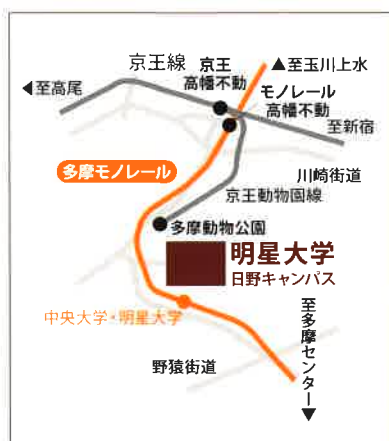 京王線
京王
高幡不動
▲至玉川上水
◀至高尾
モノレール
高幡不動
至新宿
多摩モノレール
川崎街道
京王動物園線
多摩動物公園
明星大学
日野キャンパス
中央大学・明星大学
至多摩センター▶
野猿街道